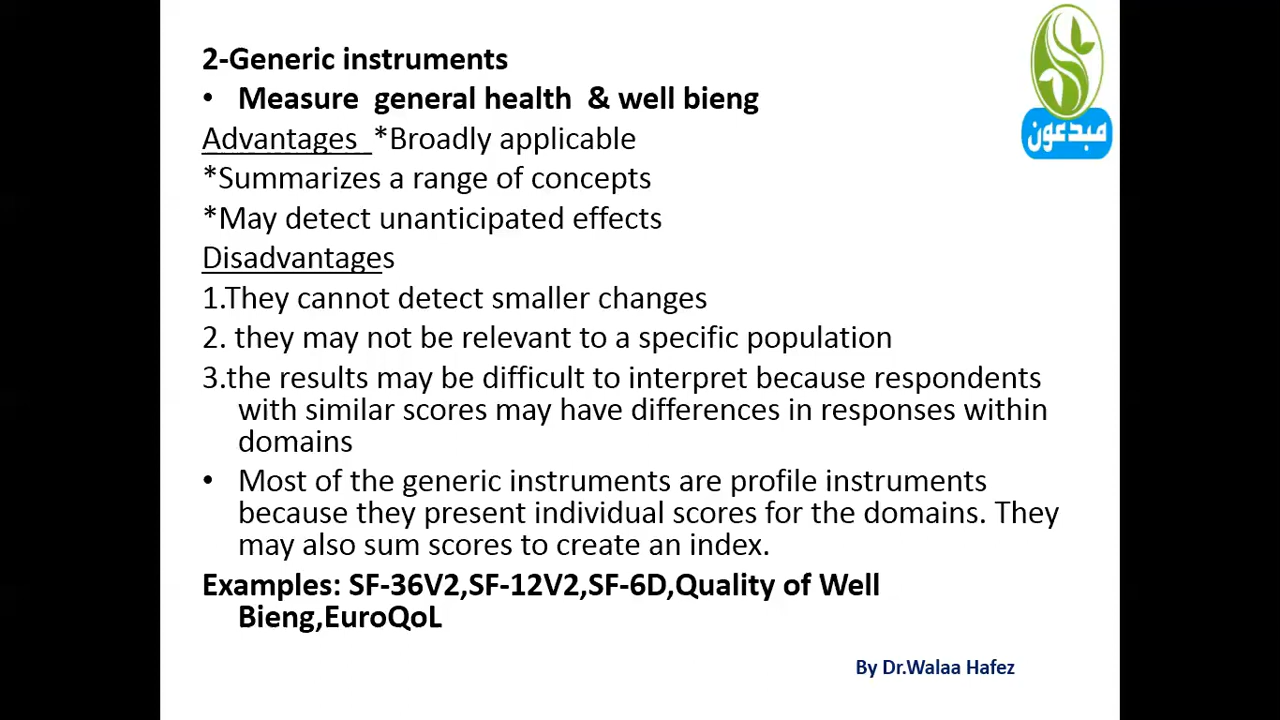 2-Generic instruments
• Measure general health & well bieng
Advantages *Broadly applicable
*Summarizes a range of concepts
*May detect unanticipated effects
Disadvantages
1.They cannot detect smaller changes
2. they may not be relevant to a specific population
3.the results may be difficult to interpret because respondents
with similar scores may have differences in responses within
domains
• Most of the generic instruments are profile instruments
because they present individual scores for the domains. They
may also sum scores to create an index.
Examples: SF-36V2,SF-12V2,SF-6D,Quality of Well
Bieng,EuroQoL
By Dr.Walaa Hafez
مبدعون